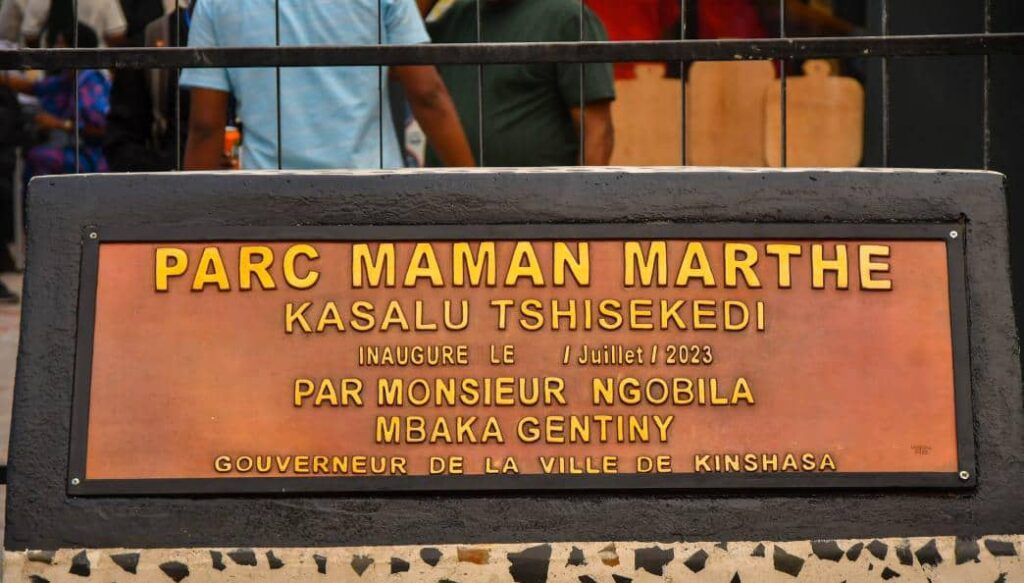 PARC MAMAN MARTHE
KASALU TSHISEKEDI
INAUGURE LE / Juillet / 2023
PAR MONSIEUR NGOBILA
MBAKA GENTINY
GOUVERNEUR DE LA VILLE DE KINSHASA